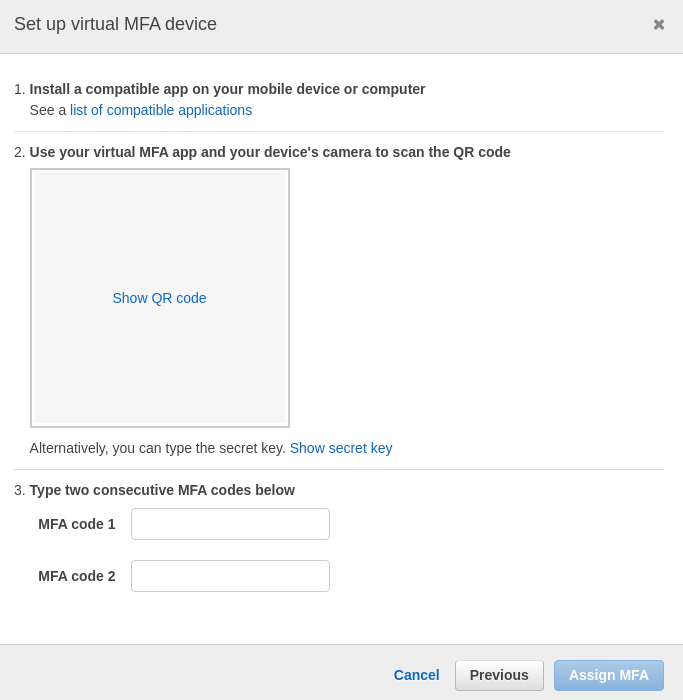 Set up virtual MFA device
1. Install a compatible app on your mobile device or computer
See a list of compatible applications
2. Use your virtual MFA app and your device's camera to scan the QR code
Show QR code
Alternatively, you can type the secret key. Show secret key
3. Type two consecutive MFA codes below
MFA code 1
MFA code 2
Cancel Previous Assign MFA